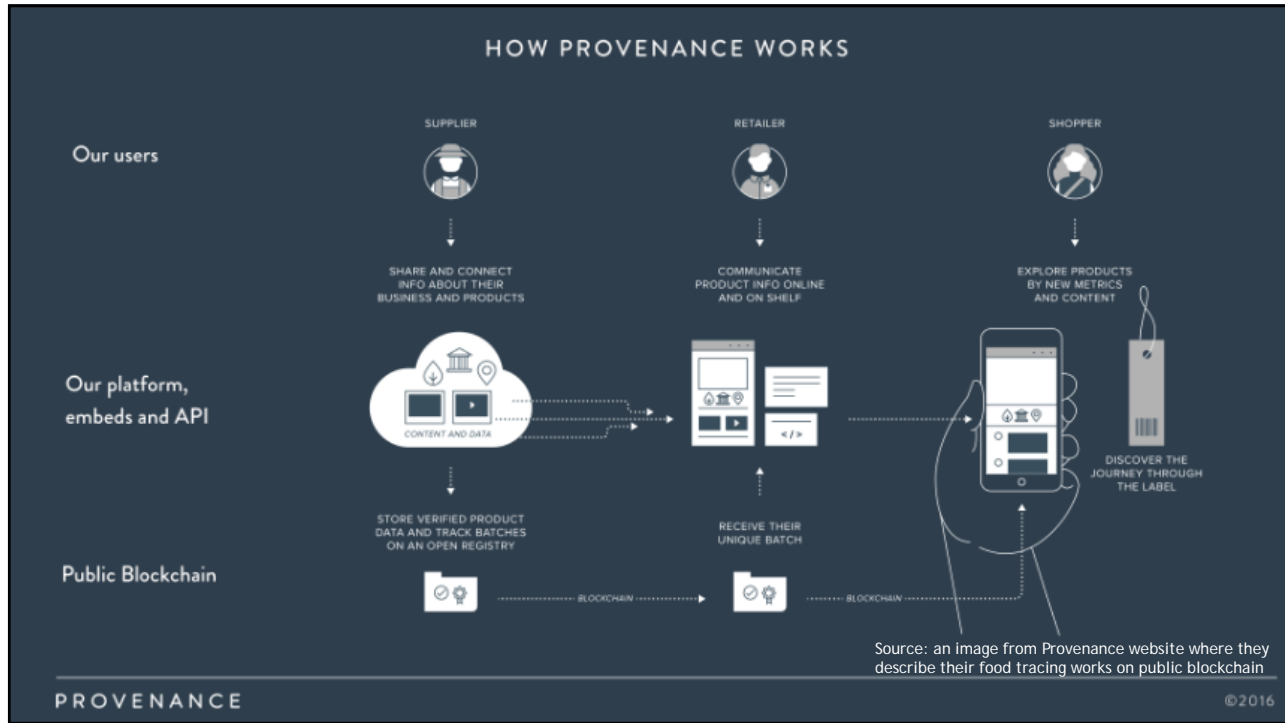 HOW PROVENANCE WORKS
Our users
SUPPLIER
RETAILER
SHOPPER
SHARE AND CONNECT
INFO ABOUT THEIR
BUSINESS AND PRODUCTS
COMMUNICATE
PRODUCT INFO ONLINE
AND ON SHELF
EXPLORE PRODUCTS
BY NEW METRICS
AND CONTENT
Our platform,
embeds and API
CONTENT AND DATA
</>
DISCOVER THE
JOURNEY THROUGH
THE LABEL
STORE VERIFIED PRODUCT
DATA AND TRACK BATCHES
ON AN OPEN REGISTRY
RECEIVE THEIR
UNIQUE BATCH
Public Blockchain
BLOCKCHAIN
BLOCKCHAIN
Source: an image from Provenance website where they
describe their food tracing works on public blockchain
PROVENANCE
©2016